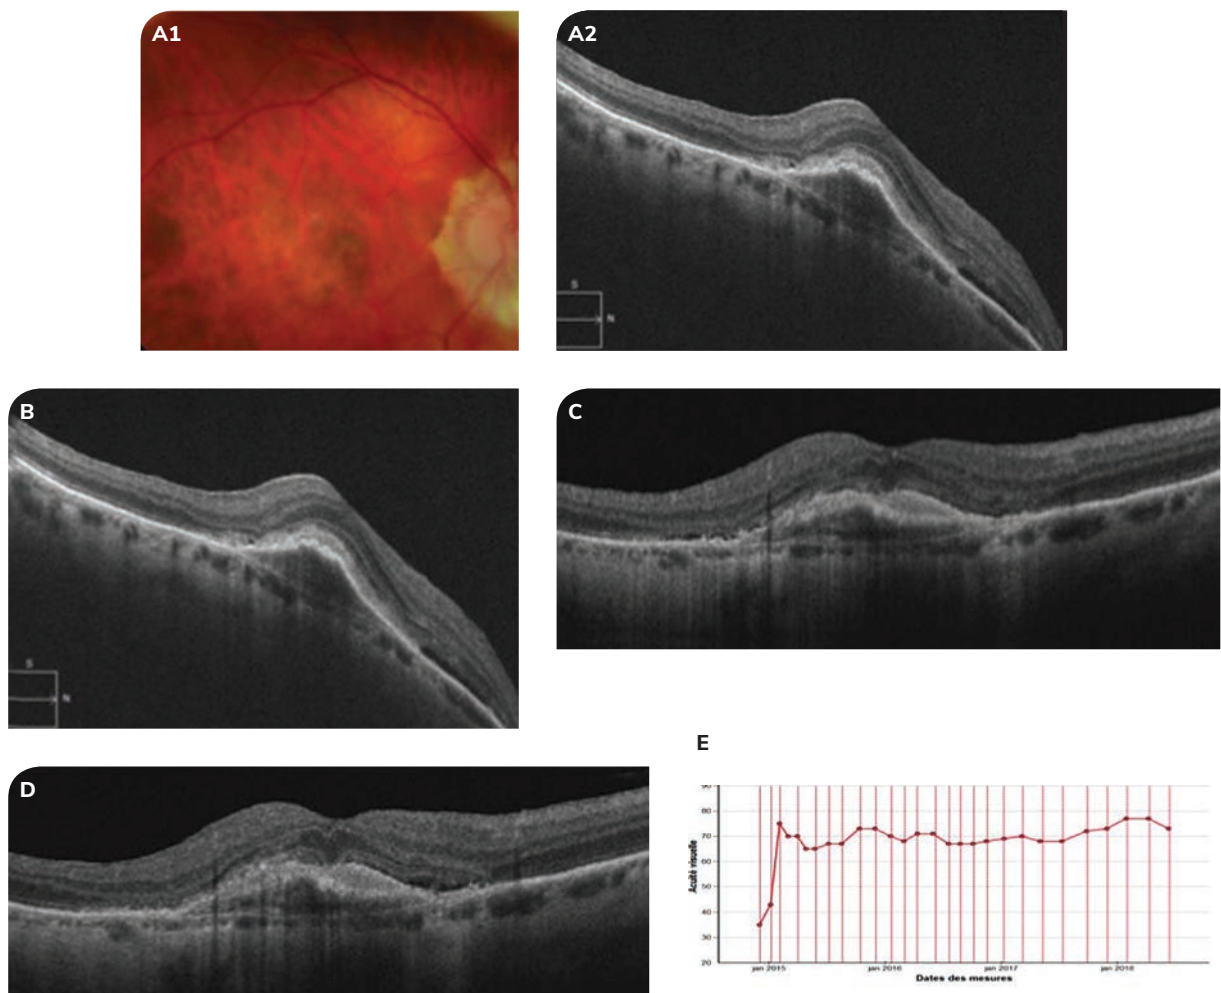 A1
A2
S
N
B
S
N
C
D
E
90
80
70
60
50
40
30
20
Acuité visuelle
jan 2015
jan 2016
jan 2017
jan 2018
Dates des mesures